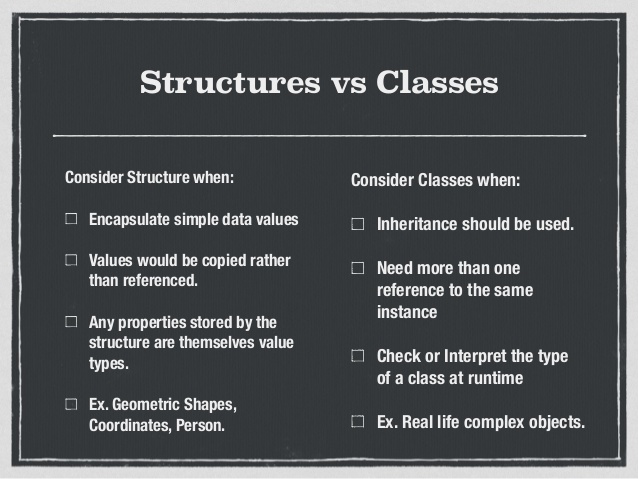 Structures vs Classes
Consider Structure when:
Encapsulate simple data values
Values would be copied rather
than referenced.
Any properties stored by the
structure are themselves value
types.
Ex. Geometric Shapes,
Coordinates, Person.
Consider Classes when:
Inheritance should be used.
Need more than one
reference to the same
instance
Check or Interpret the type
of a class at runtime
Ex. Real life complex objects.